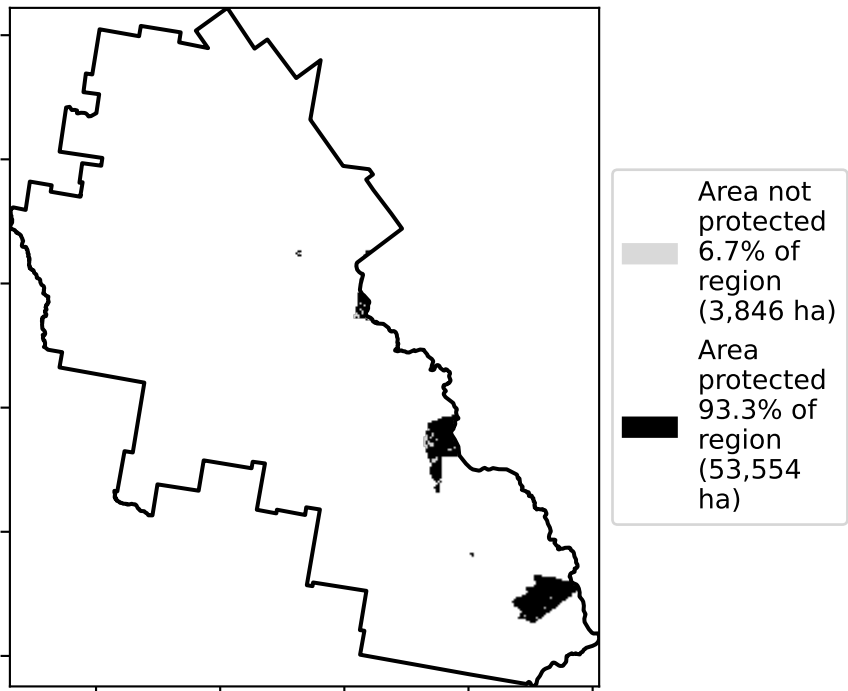 Area not
protected
6.7% of
region
(3,846 ha)
Area
protected
93.3% of
region
(53,554
ha)